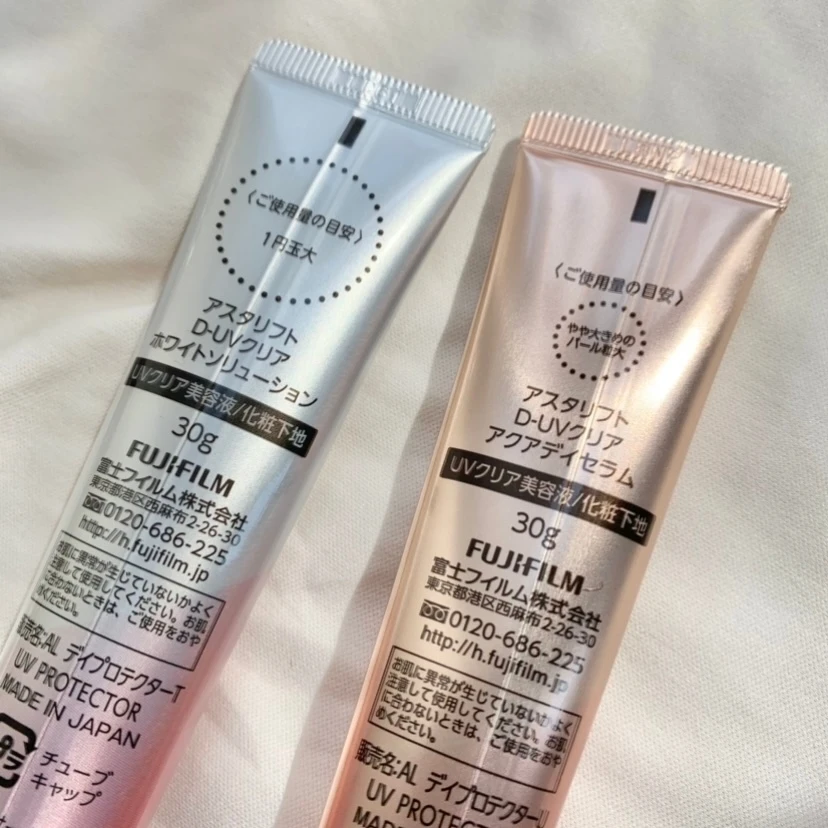 〈ご使用量の目安〉
1円玉大
アスタリフト
D-UVクリア
ホワイトソリューション
UVクリア美容液/化粧下地
30g
FUJIFILM
富士フイルム株式会社
東京都港区西麻布2-26-30
0120-686-225
http://h.fujifilm.jp
お肌に異常が生じていないかよく
注意して使用してください。お肌
に合わないときは、ご使用をおや
めください。
販売名:AL デイプロテクターT
UV PROTECTOR
MADE IN JAPAN
プラ
チューブ
キャップ
〈ご使用量の目安〉
やや大きめの
パール粒大
アスタリフト
D-UVクリア
アクアデイセラム
UVクリア美容液/化粧下地
30g
FUJIFILM
富士フイルム株式会社
東京都港区西麻布2-26-30
0120-686-225
http://h.fujifilm.jp
お肌に異常が生じていないかよく
注意して使用してください。お肌
に合わないときは、ご使用をおや
めください。
販売名:AL デイプロテクターU
UV PROTECTOR
MADE IN JAPAN